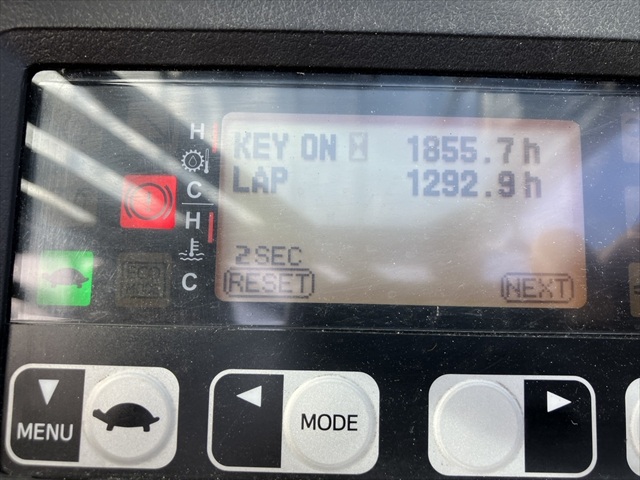 H
KEY ON 1855.7h
LAP 1292.9h
C
H
2SEC
C
RESET NEXT
MENU MODE